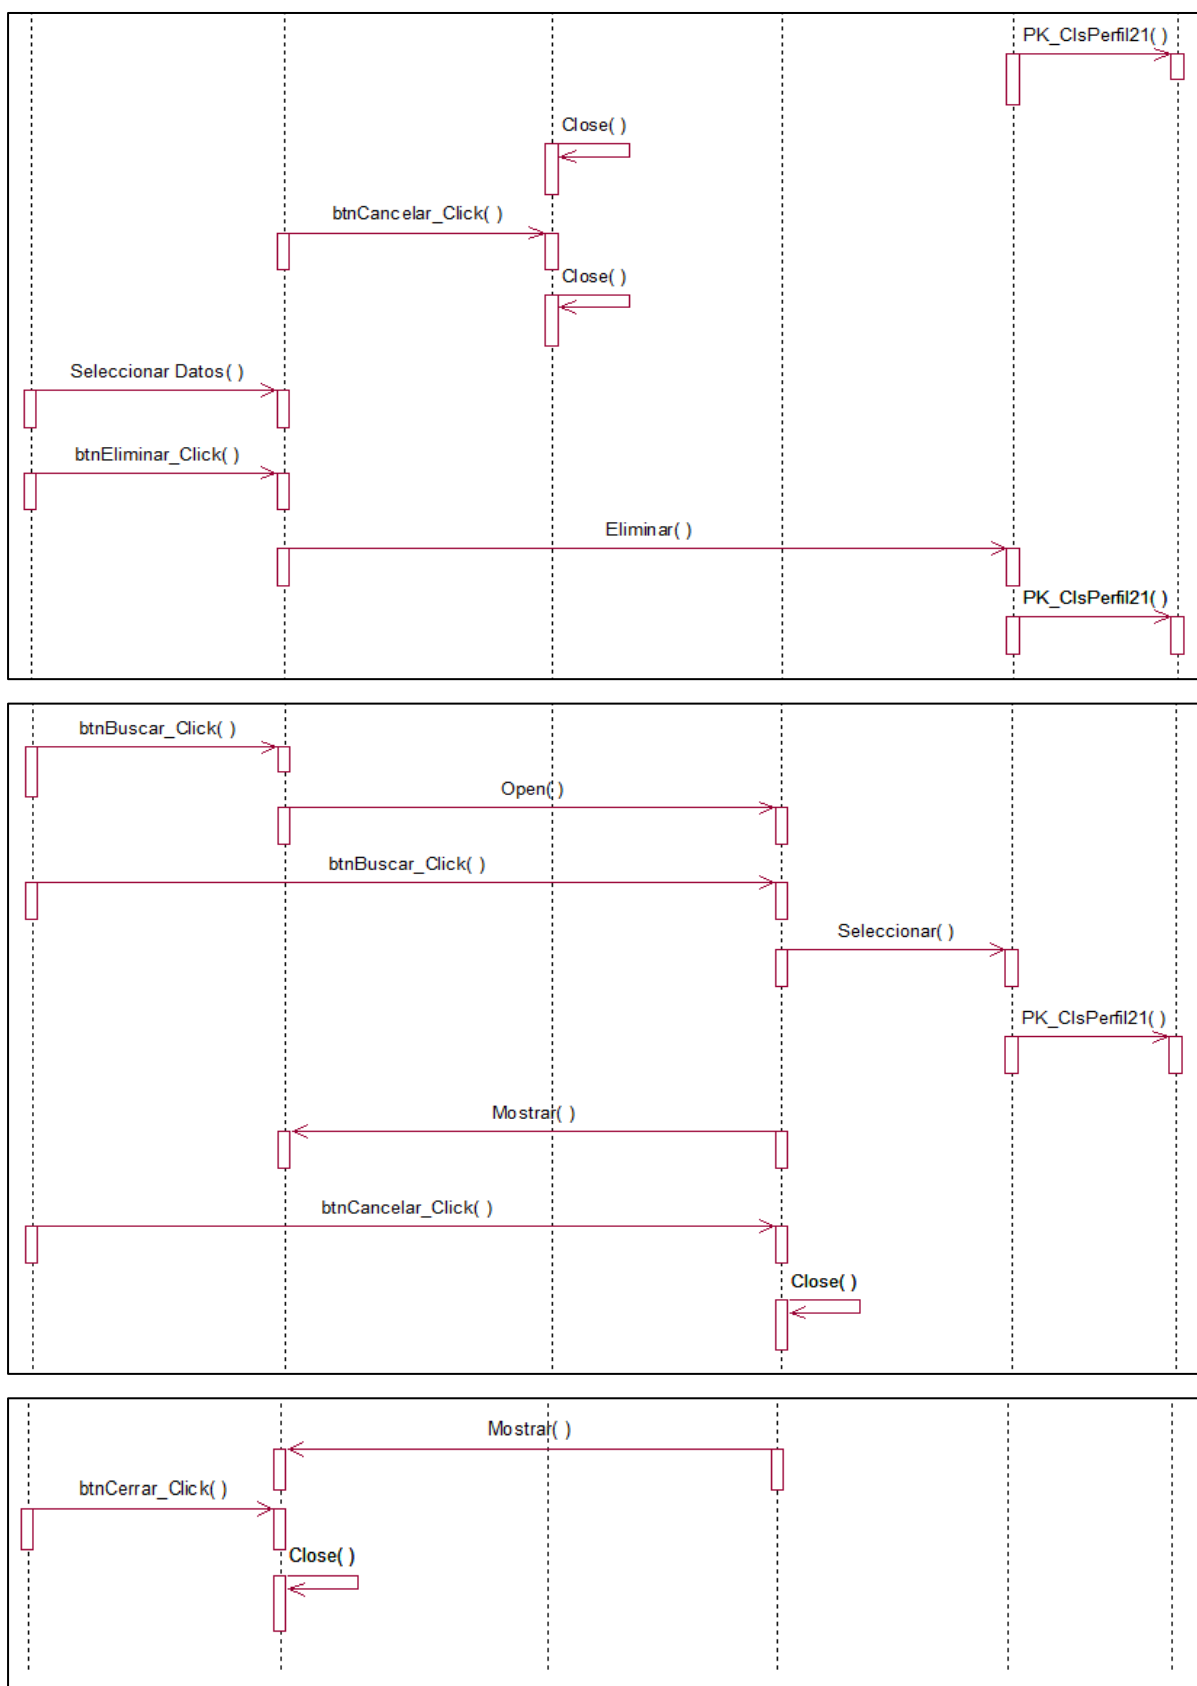 PK_ClsPerfil21( )
Close( )
btnCancelar_Click( )
Close( )
Seleccionar Datos( )
btnEliminar_Click( )
Eliminar( )
PK_ClsPerfil21( )
btnBuscar_Click( )
Open( )
btnBuscar_Click( )
Seleccionar( )
PK_ClsPerfil21( )
Mostrar( )
btnCancelar_Click( )
Close( )
Mostrar( )
btnCerrar_Click( )
Close( )